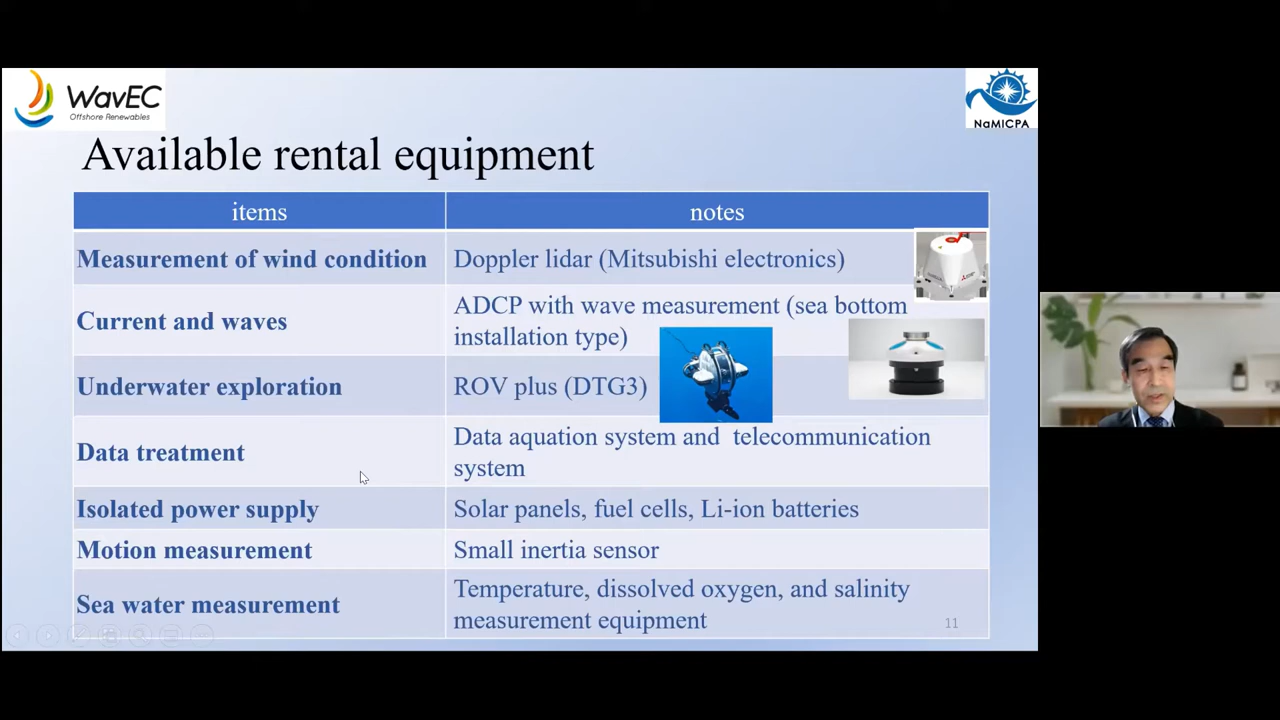 WavEC
Offshore Renewables
NaMICPA
Available rental equipment
items
notes
Measurement of wind condition
Doppler lidar (Mitsubishi electronics)
Current and waves
ADCP with wave measurement (sea bottom
installation type)
Underwater exploration
ROV plus (DTG3)
Data treatment
Data aquation system and telecommunication
system
Isolated power supply
Solar panels, fuel cells, Li-ion batteries
Motion measurement
Small inertia sensor
Sea water measurement
Temperature, dissolved oxygen, and salinity
measurement equipment
11